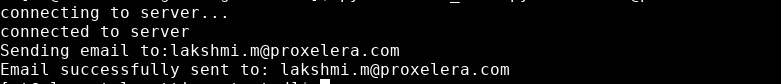 connecting to server...
connected to server
Sending email to:lakshmi.m@proxelera.com
Email successfully sent to: lakshmi.m@proxelera.com